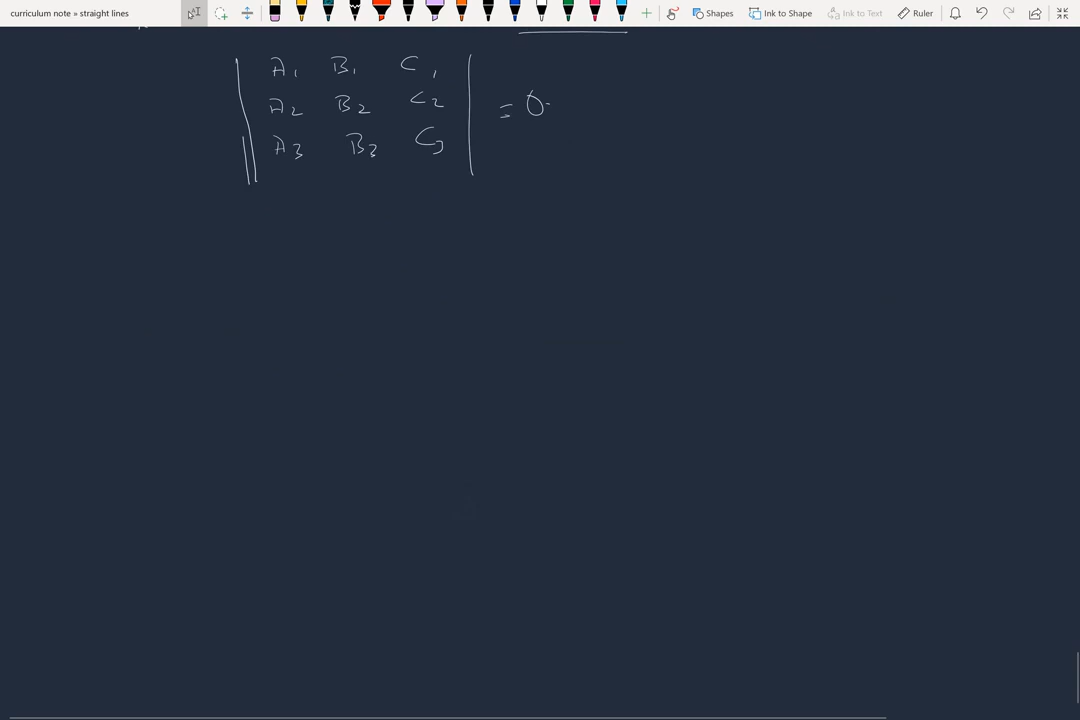 curriculum note » straight lines
Shapes Ink to Shape Ink to Text Ruler
A₁ B₁ C₁
A₂ B₂ C₂ = 0
A₃ B₃ C₃